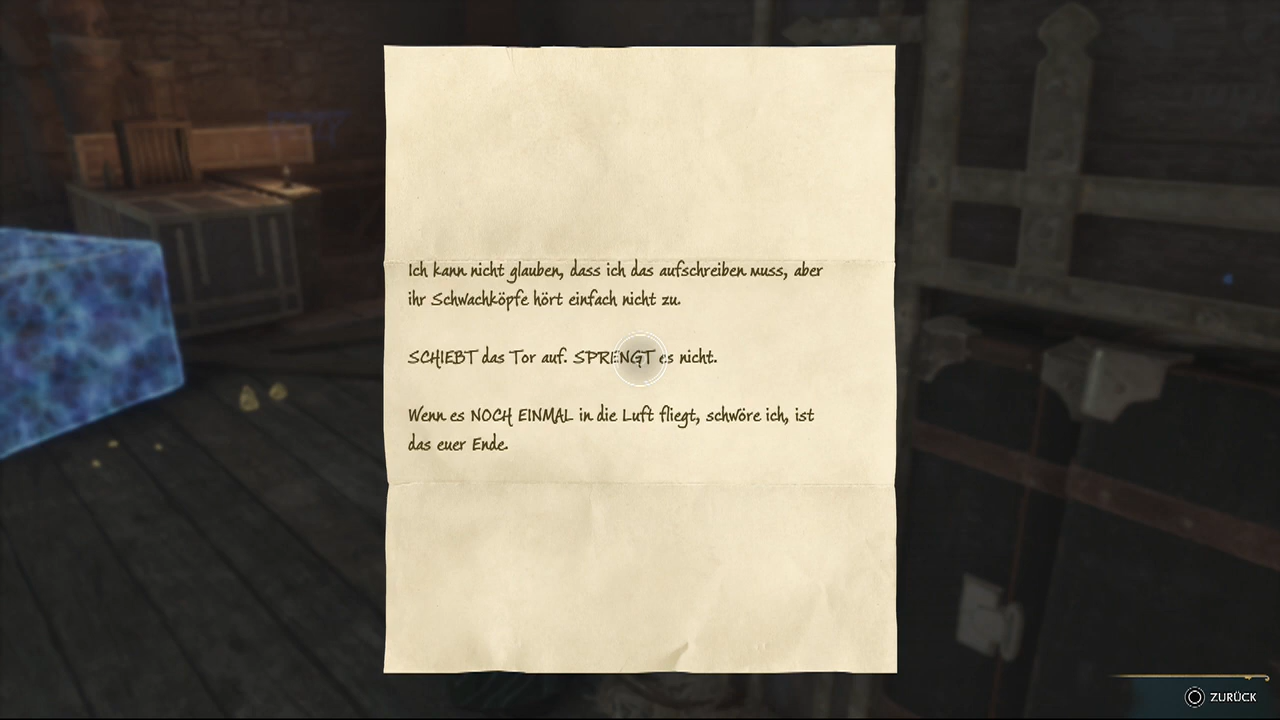 Ich kann nicht glauben, dass ich das aufschreiben muss, aber
ihr Schwachköpfe hört einfach nicht zu.
SCHIEBT das Tor auf. SPRENGT es nicht.
Wenn es NOCH EINMAL in die Luft fliegt, schwöre ich, ist
das euer Ende.
ZURÜCK